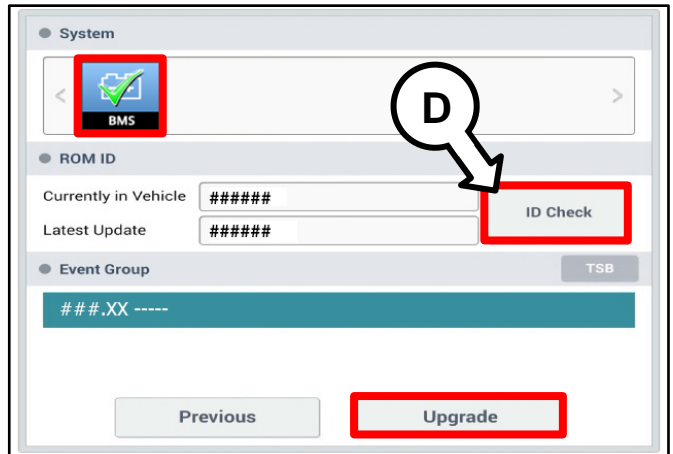 System
<
BMS
D
>
ROM ID
Currently in Vehicle ######
ID Check
Latest Update ######
Event Group TSB
###.XX -----
Previous Upgrade